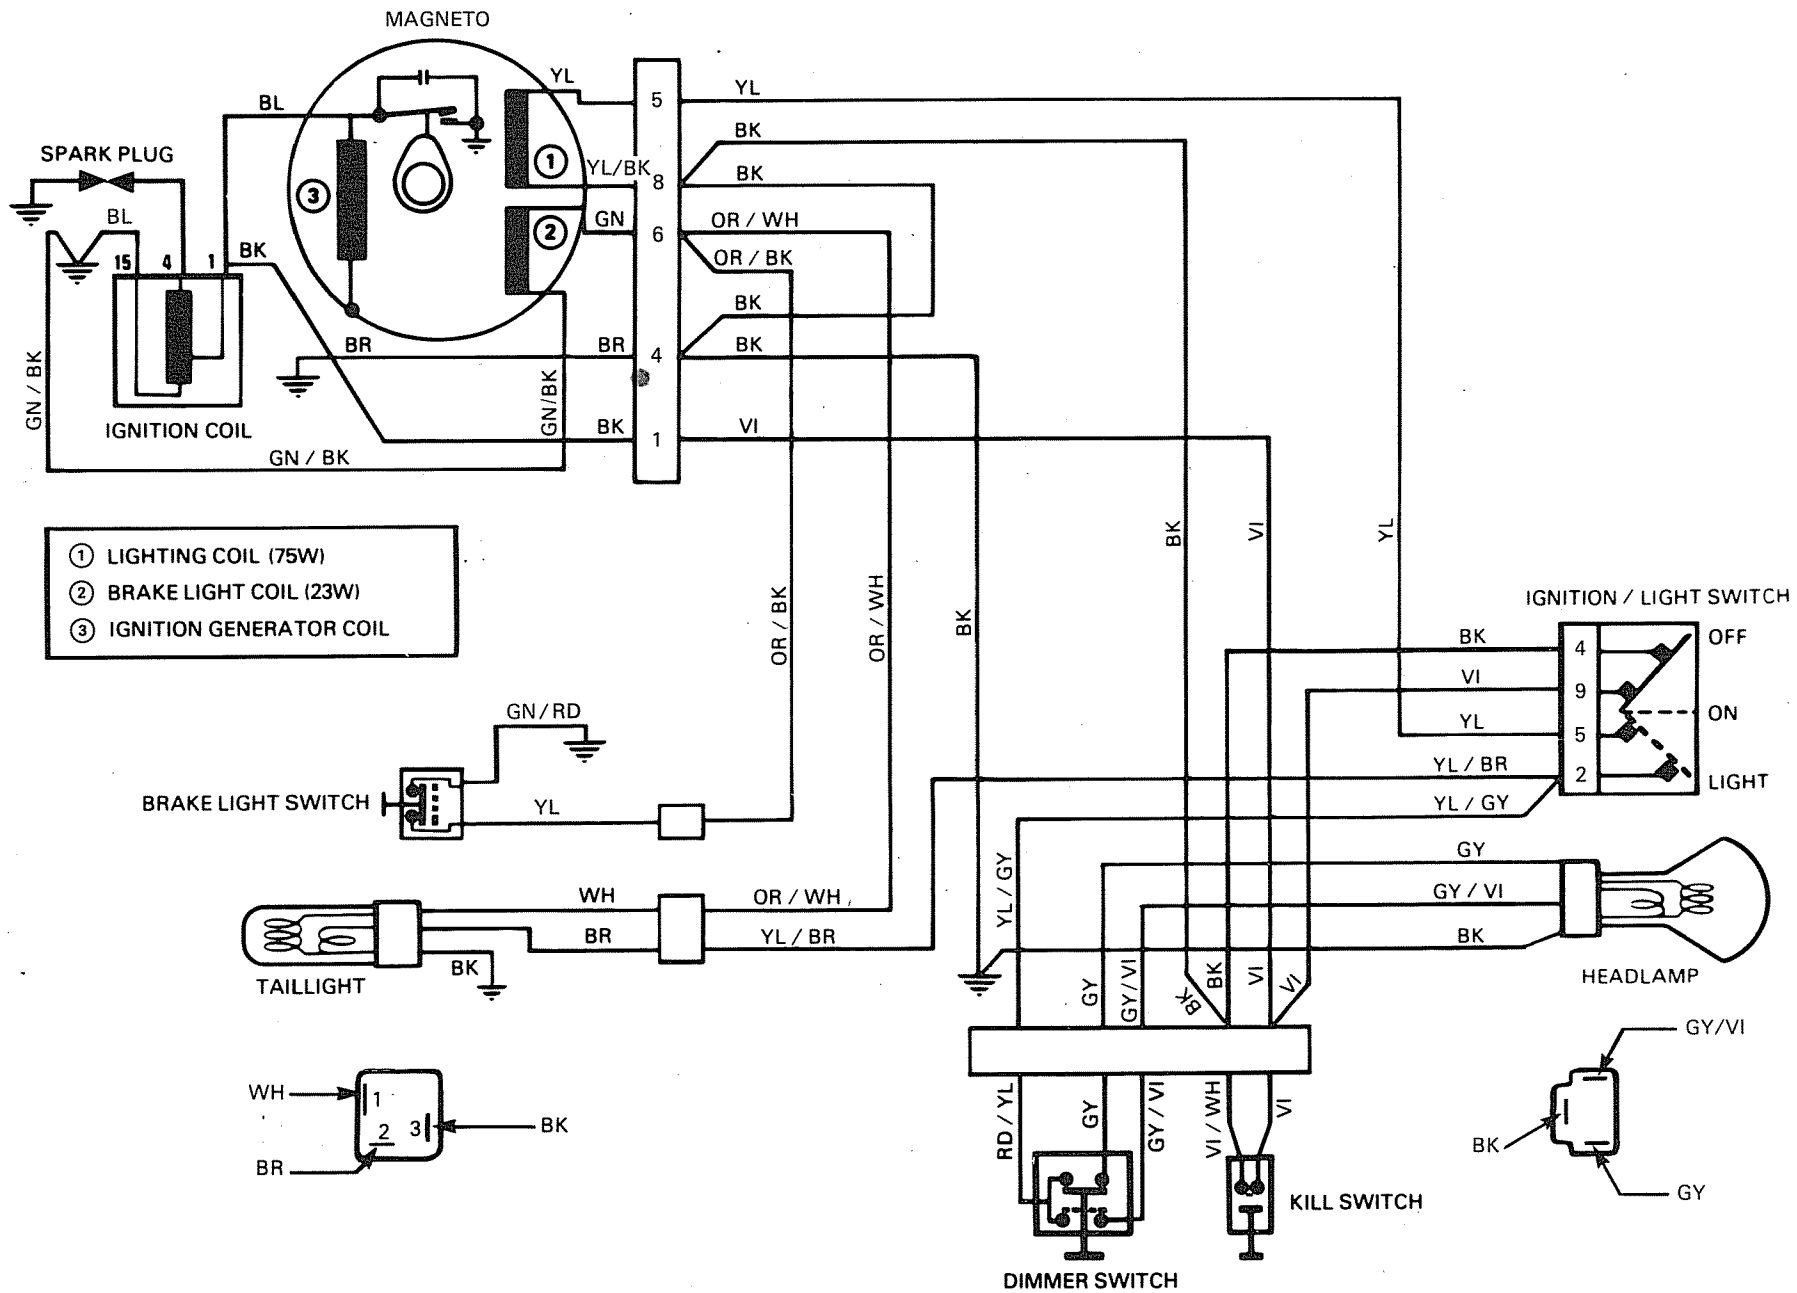 MAGNETO
YL
5
YL
BL
BK
SPARK PLUG
1
YL/BK
8
BK
3
BL
GN
2
6
OR / WH
BK
15
4
1
OR / BK
BK
BR
BR
4
BK
GN / BK
GN/BK
IGNITION COIL
BK
1
VI
GN / BK
BK
VI
YL
1 LIGHTING COIL (75W)
2 BRAKE LIGHT COIL (23W)
3 IGNITION GENERATOR COIL
OR / BK
OR / WH
BK
IGNITION / LIGHT SWITCH
BK
4
OFF
VI
9
YL
5
ON
YL / BR
2
LIGHT
YL / GY
GN/RD
BRAKE LIGHT SWITCH
YL
GY
GY / VI
BK
HEADLAMP
WH
OR / WH
BR
YL / BR
BK
TAILLIGHT
YL / GY
GY
GY/VI
BK
BK
VI
VI
WH
1
2
3
BK
BR
RD / YL
GY
GY / VI
VI / WH
VI
DIMMER SWITCH
KILL SWITCH
GY/VI
BK
GY